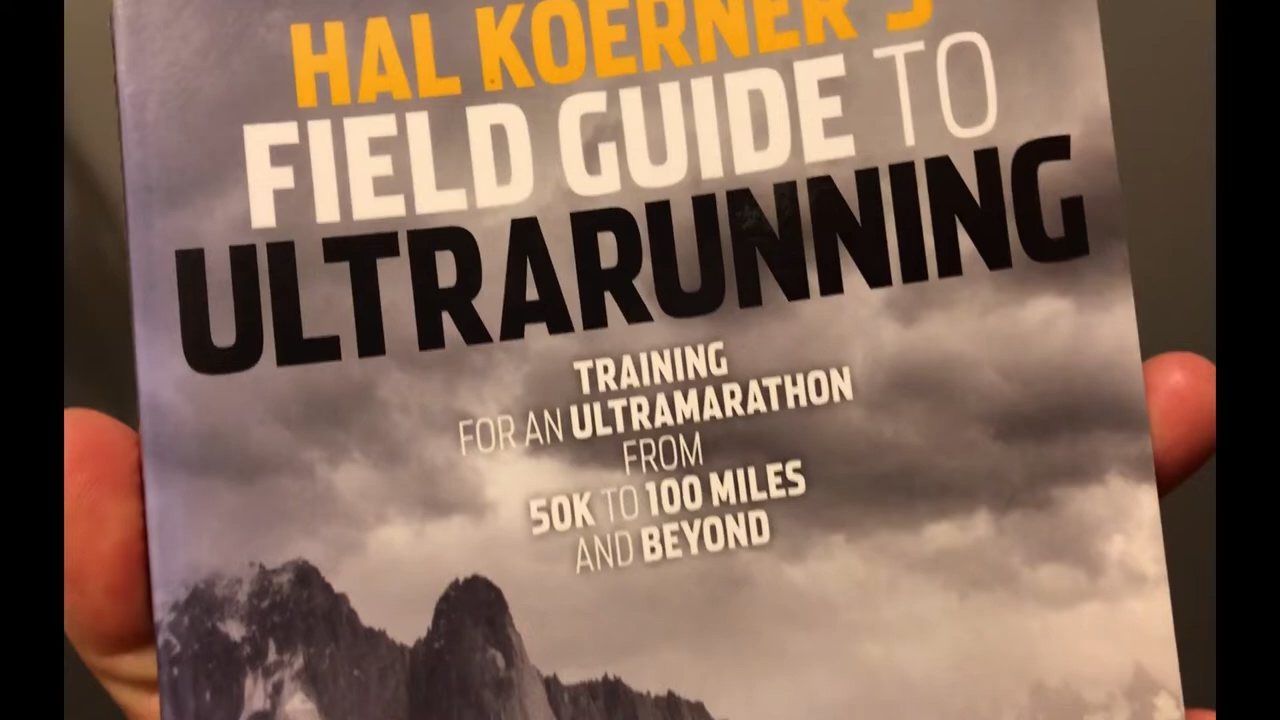 HAL KOERNER'S
FIELD GUIDE TO
ULTRARUNNING
TRAINING
FOR AN ULTRAMARATHON
FROM
50K TO 100 MILES
AND BEYOND